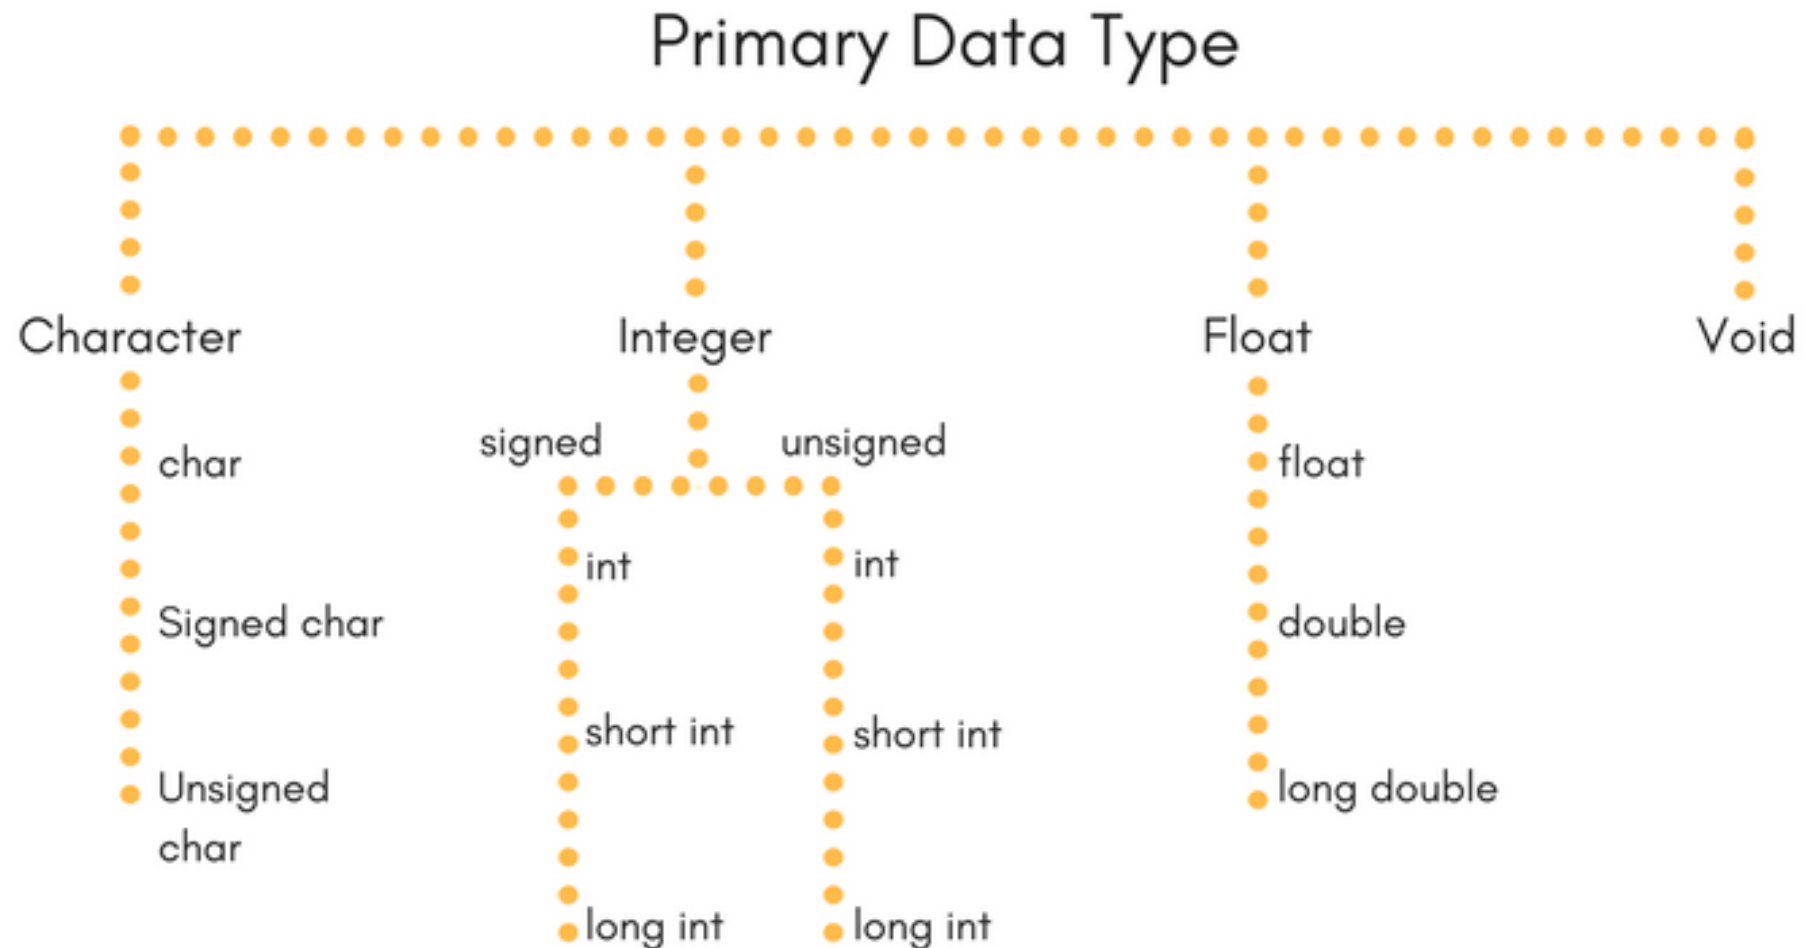 Primary Data Type
Character
Integer
Float
Void
char
Signed char
Unsigned
char
signed
unsigned
int
short int
long int
int
short int
long int
float
double
long double